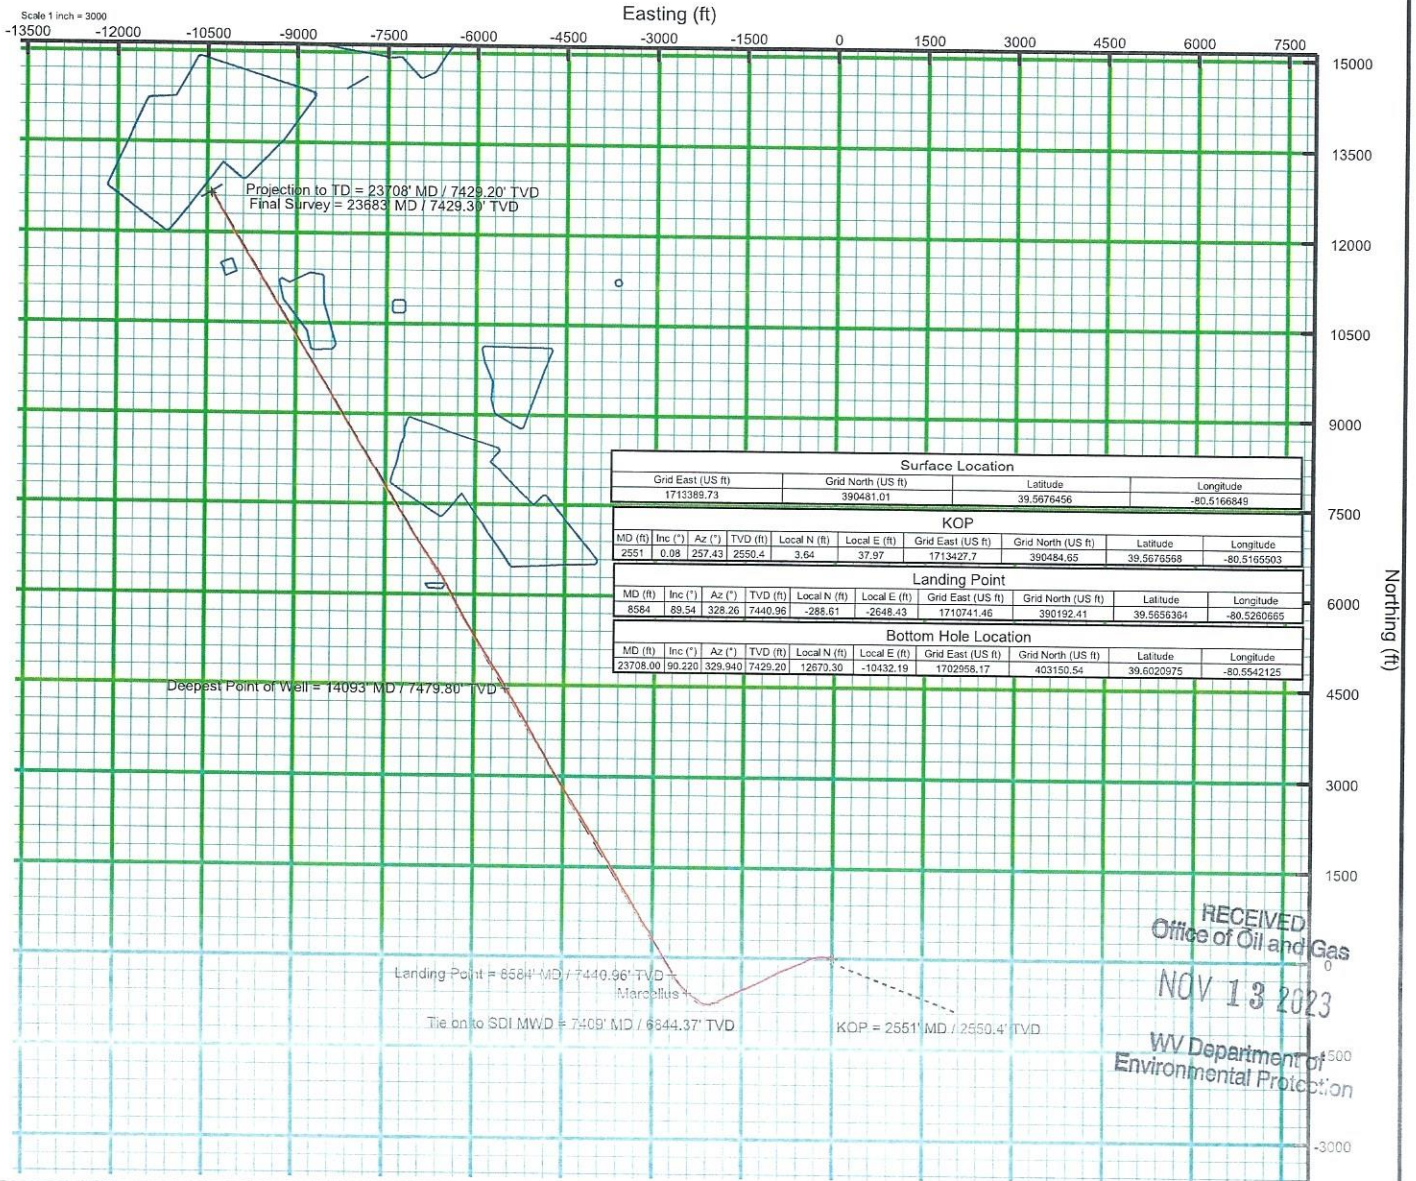 Easting (ft)
Scale 1 inch = 3000
-13500 -12000 -10500 -9000 -7500 -6000 -4500 -3000 -1500 0 1500 3000 4500 6000 7500
15000
13500
Projection to TD = 23708' MD / 7429.20' TVD
Final Survey = 23683' MD / 7429.30' TVD
12000
10500
9000
Surface Location
Grid East (US ft) Grid North (US ft) Latitude Longitude
1713389.73 390481.01 39.5676456 -80.5166849
7500
KOP
MD (ft) Inc (°) Az (°) TVD (ft) Local N (ft) Local E (ft) Grid East (US ft) Grid North (US ft) Latitude Longitude
2551 0.08 257.43 2550.4 3.64 37.97 1713427.7 390484.65 39.5676568 -80.5165503
Landing Point
MD (ft) Inc (°) Az (°) TVD (ft) Local N (ft) Local E (ft) Grid East (US ft) Grid North (US ft) Latitude Longitude
8584 89.54 328.26 7440.96 -288.61 -2648.43 1710741.46 390192.41 39.5656364 -80.5260665
6000
Northing (ft)
Bottom Hole Location
MD (ft) Inc (°) Az (°) TVD (ft) Local N (ft) Local E (ft) Grid East (US ft) Grid North (US ft) Latitude Longitude
23708.00 90.220 329.940 7429.20 12670.30 -10432.19 1702958.17 403150.54 39.6020975 -80.5542125
Deepest Point of Well = 14093' MD / 7479.80' TVD
4500
3000
1500
RECEIVED
Office of Oil and Gas
0
Landing Point = 8584' MD / 7440.96' TVD
Marcellus
NOV 13 2023
Tie on to SDI MWD = 7409' MD / 6844.37' TVD
KOP = 2551' MD / 2550.4' TVD
WV Department of
-1500
Environmental Protection
-3000